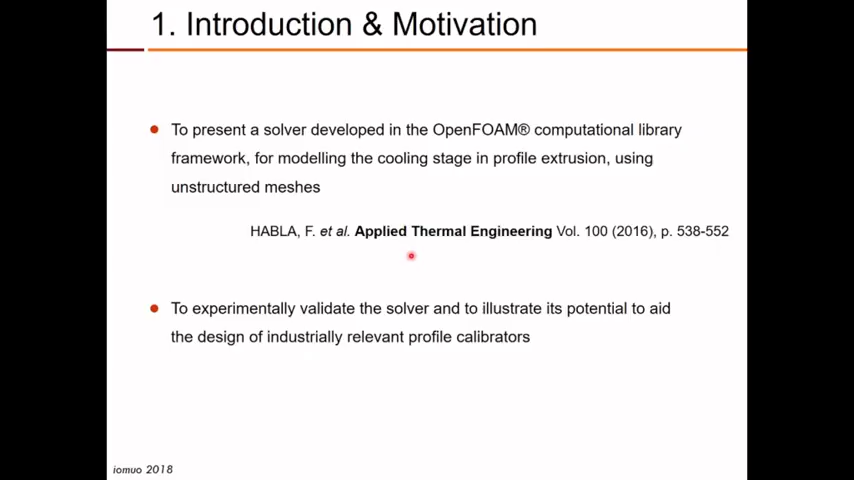 1. Introduction & Motivation
To present a solver developed in the OpenFOAM® computational library
framework, for modelling the cooling stage in profile extrusion, using
unstructured meshes
HABLA, F. et al. Applied Thermal Engineering Vol. 100 (2016), p. 538-552
To experimentally validate the solver and to illustrate its potential to aid
the design of industrially relevant profile calibrators
iomuo 2018